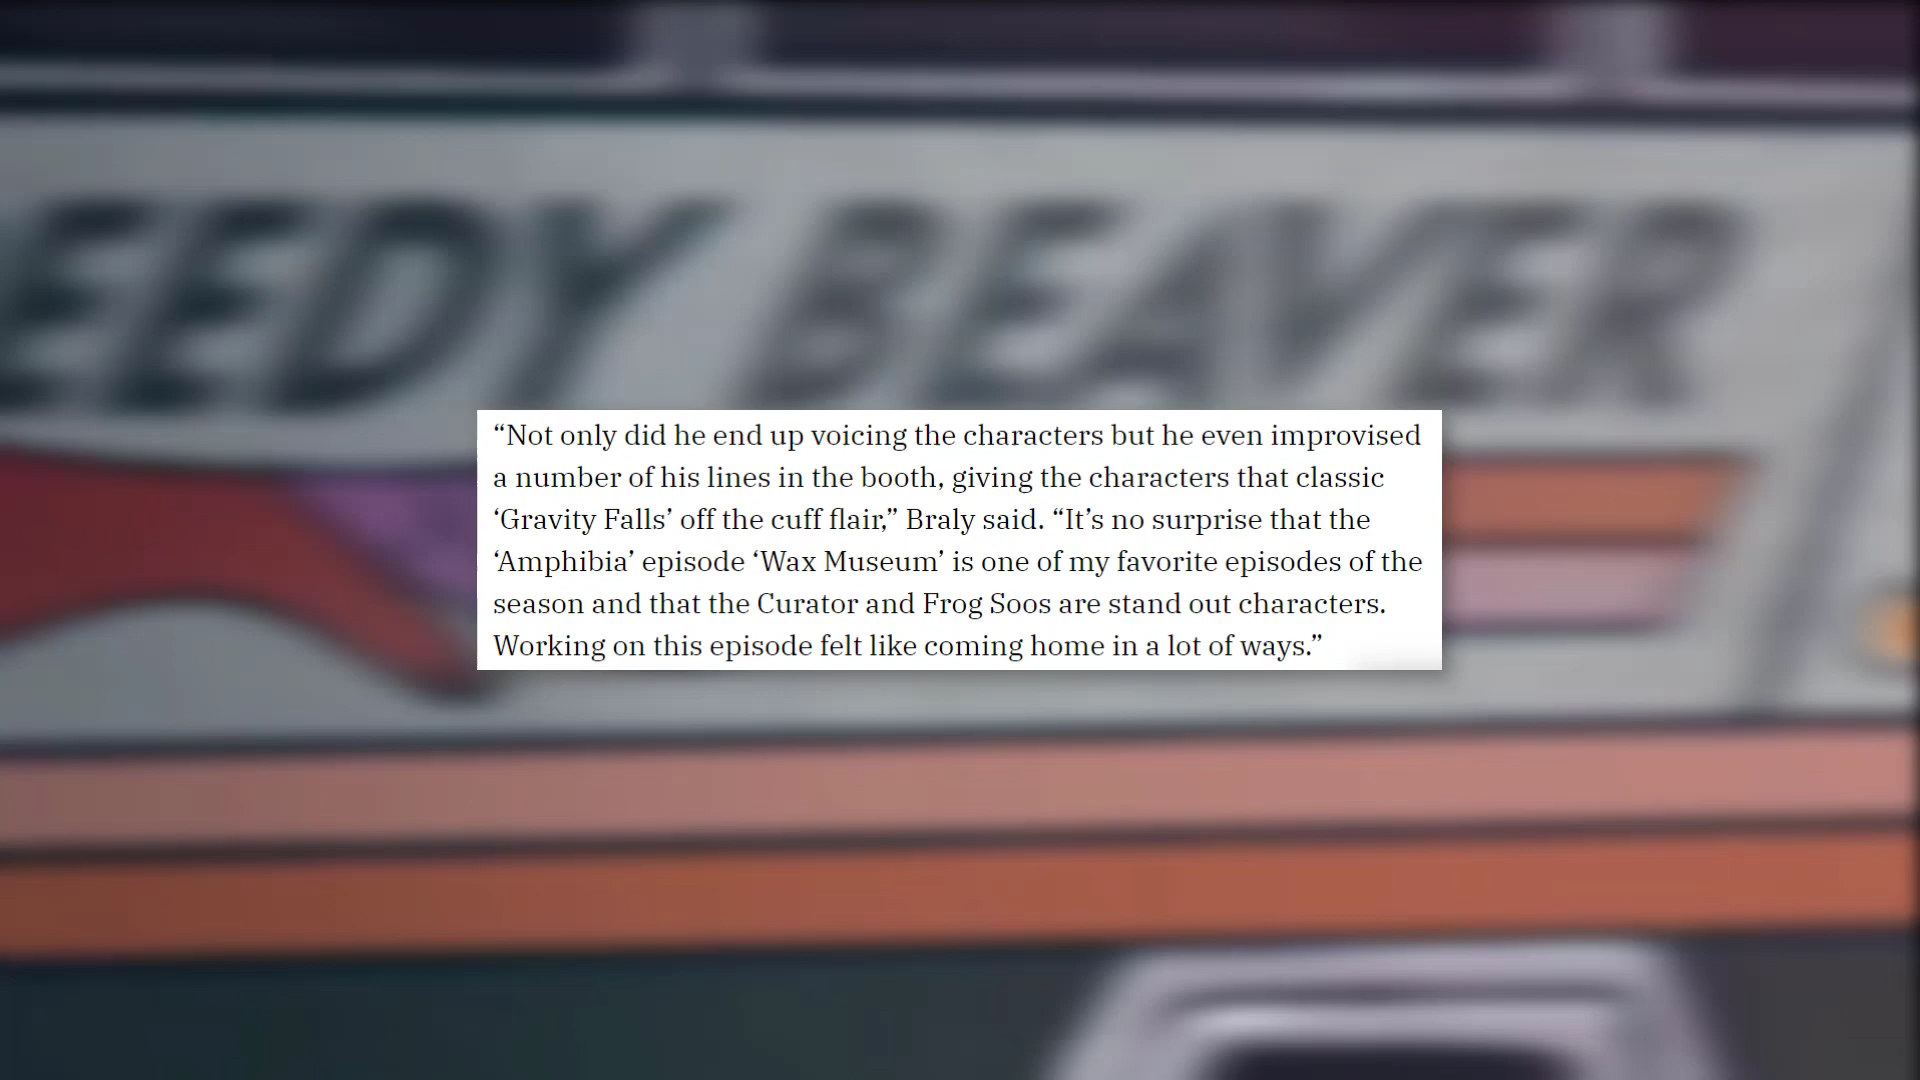 EEDY BEAVER
“Not only did he end up voicing the characters but he even improvised
a number of his lines in the booth, giving the characters that classic
‘Gravity Falls’ off the cuff flair,” Braly said. “It’s no surprise that the
‘Amphibia’ episode ‘Wax Museum’ is one of my favorite episodes of the
season and that the Curator and Frog Soos are stand out characters.
Working on this episode felt like coming home in a lot of ways.”